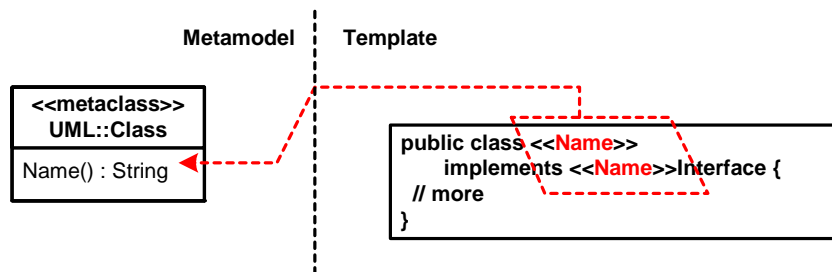 Metamodel
Template
<<metaclass>>
UML::Class
Name() : String
public class <<Name>>
implements <<Name>>Interface {
// more
}